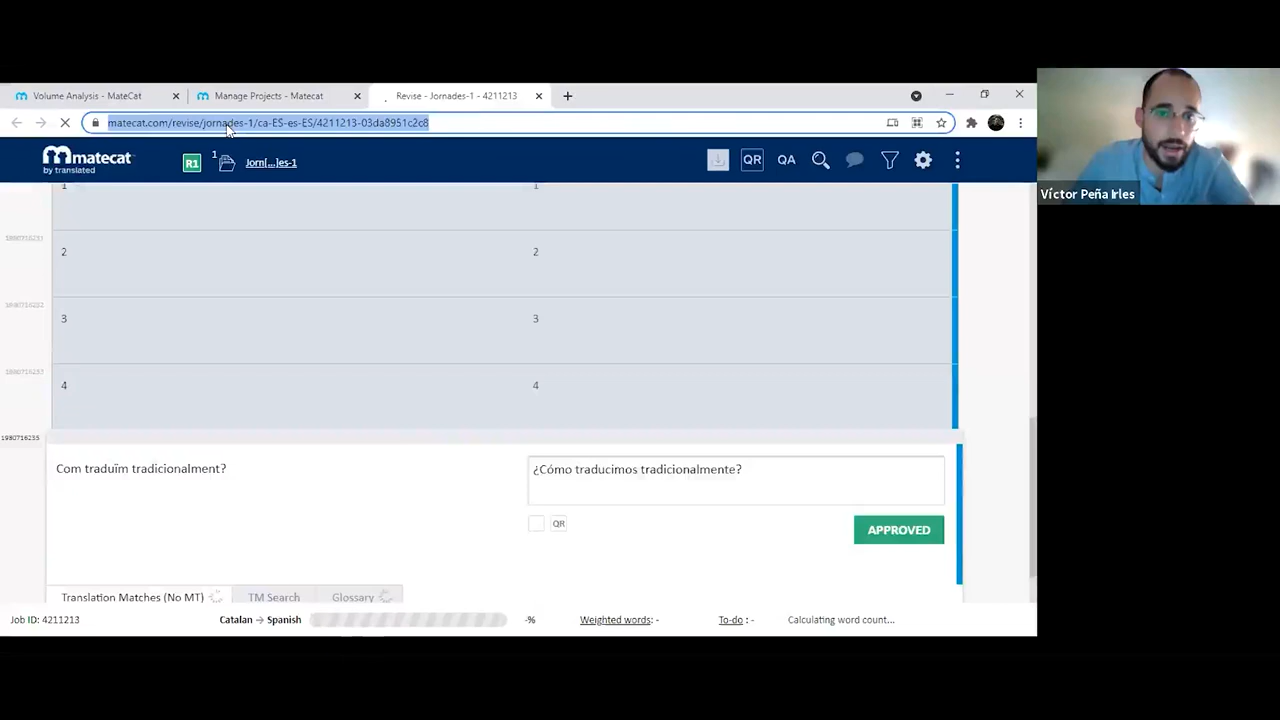 Volume Analysis - MateCat
Manage Projects - Matecat
Revise - Jornades-1 - 4211213
matecat.com/revise/jornades-1/ca-ES-es-ES/4211213-03da8951c2c8
matecat
by translated
R1
1
Jorn[...]les-1
QR
QA
Víctor Peña Irles
1 1
2 2
3 3
4 4
1980716235
Com traduïm tradicionalment?
¿Cómo traducimos tradicionalmente?
QR
APPROVED
Translation Matches (No MT)
TM Search
Glossary
Job ID: 4211213
Catalan → Spanish
-%
Weighted words: -
To-do : -
Calculating word count...